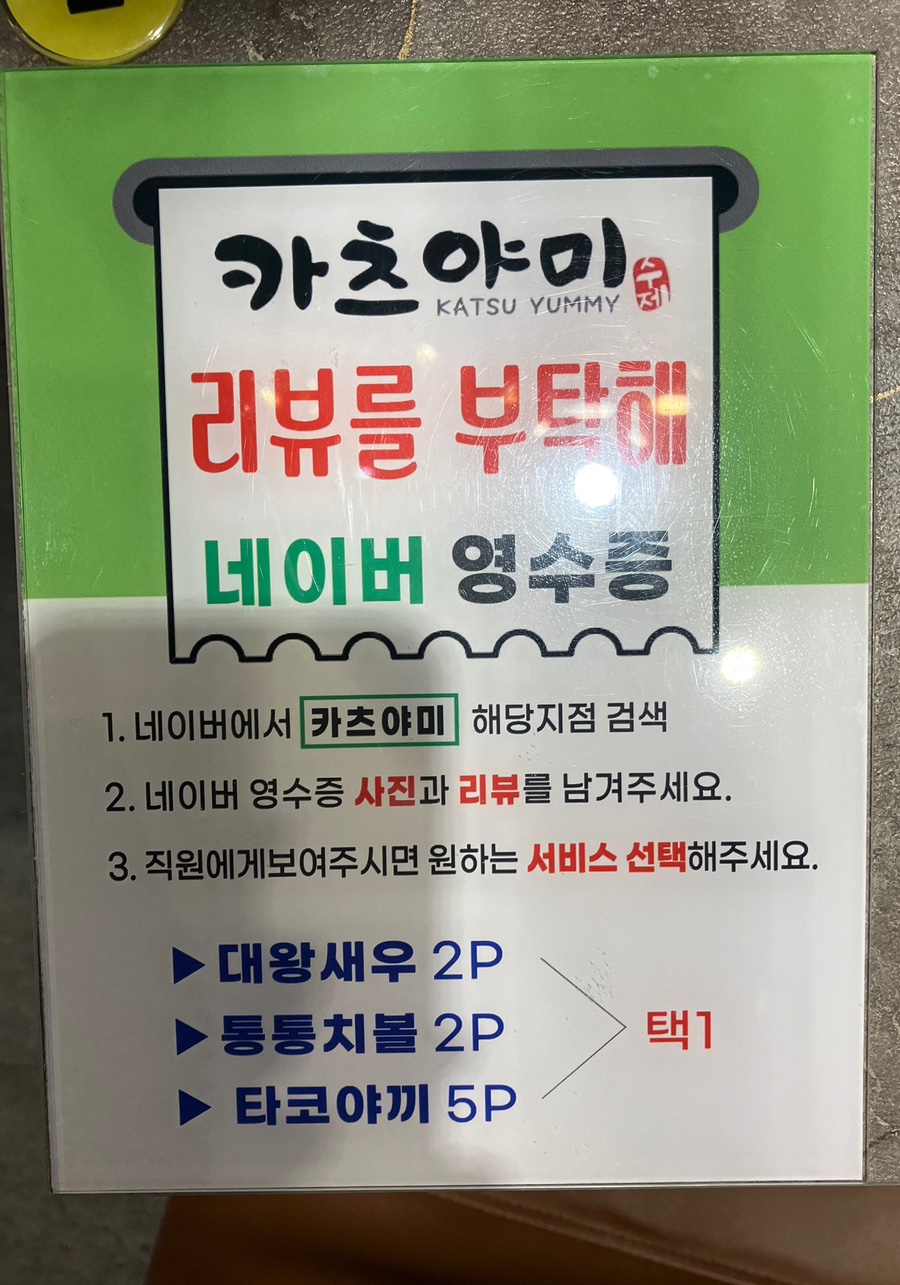 카츠야미
KATSU YUMMY 수제
리뷰를 부탁해
네이버 영수증
1. 네이버에서 카츠야미 해당지점 검색
2. 네이버 영수증 사진과 리뷰를 남겨주세요.
3. 직원에게보여주시면 원하는 서비스 선택해주세요.
▶ 대왕새우 2P
▶ 통통치볼 2P
▶ 타코야끼 5P
택1